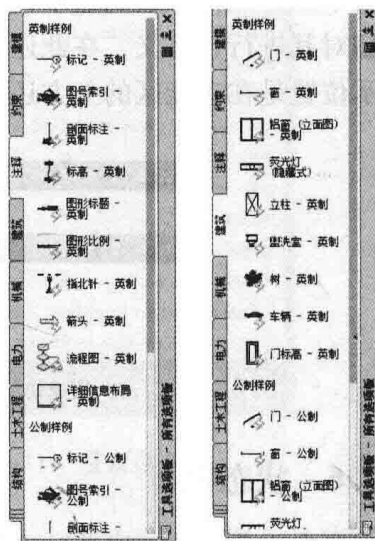 建模
约束
注释
建筑
机械
电力
土木工程
结构
英制样例
标记 - 英制
图号索引 -
英制
剖面标注 -
英制
标高 - 英制
图形标题 -
英制
图形比例 -
英制
指北针 - 英制
箭头 - 英制
流程图 - 英制
详细信息布局
- 英制
公制样例
标记 - 公制
图号索引 -
公制
剖面标注 -
工具选项板 - 所有选项板
建模
约束
注释
建筑
机械
电力
土木工程
结构
英制样例
门 - 英制
窗 - 英制
铝窗 (立面图)
- 英制
荧光灯
(隐藏式)
立柱 - 英制
盥洗室 - 英制
树 - 英制
车辆 - 英制
门标高 - 英制
公制样例
门 - 公制
窗 - 公制
铝窗 (立面图)
- 公制
荧光灯
工具选项板 - 所有选项板